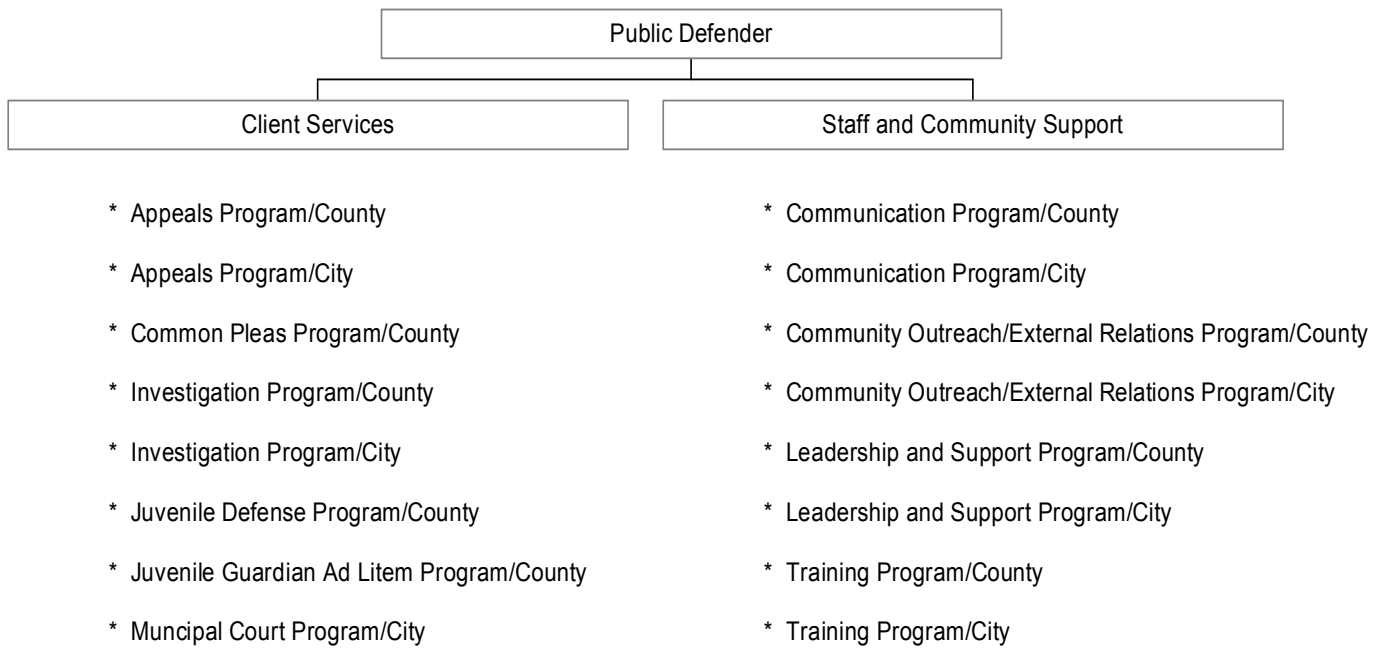 Public Defender
Client Services
Staff and Community Support
* Appeals Program/County
* Appeals Program/City
* Common Pleas Program/County
* Investigation Program/County
* Investigation Program/City
* Juvenile Defense Program/County
* Juvenile Guardian Ad Litem Program/County
* Muncipal Court Program/City
* Communication Program/County
* Communication Program/City
* Community Outreach/External Relations Program/County
* Community Outreach/External Relations Program/City
* Leadership and Support Program/County
* Leadership and Support Program/City
* Training Program/County
* Training Program/City